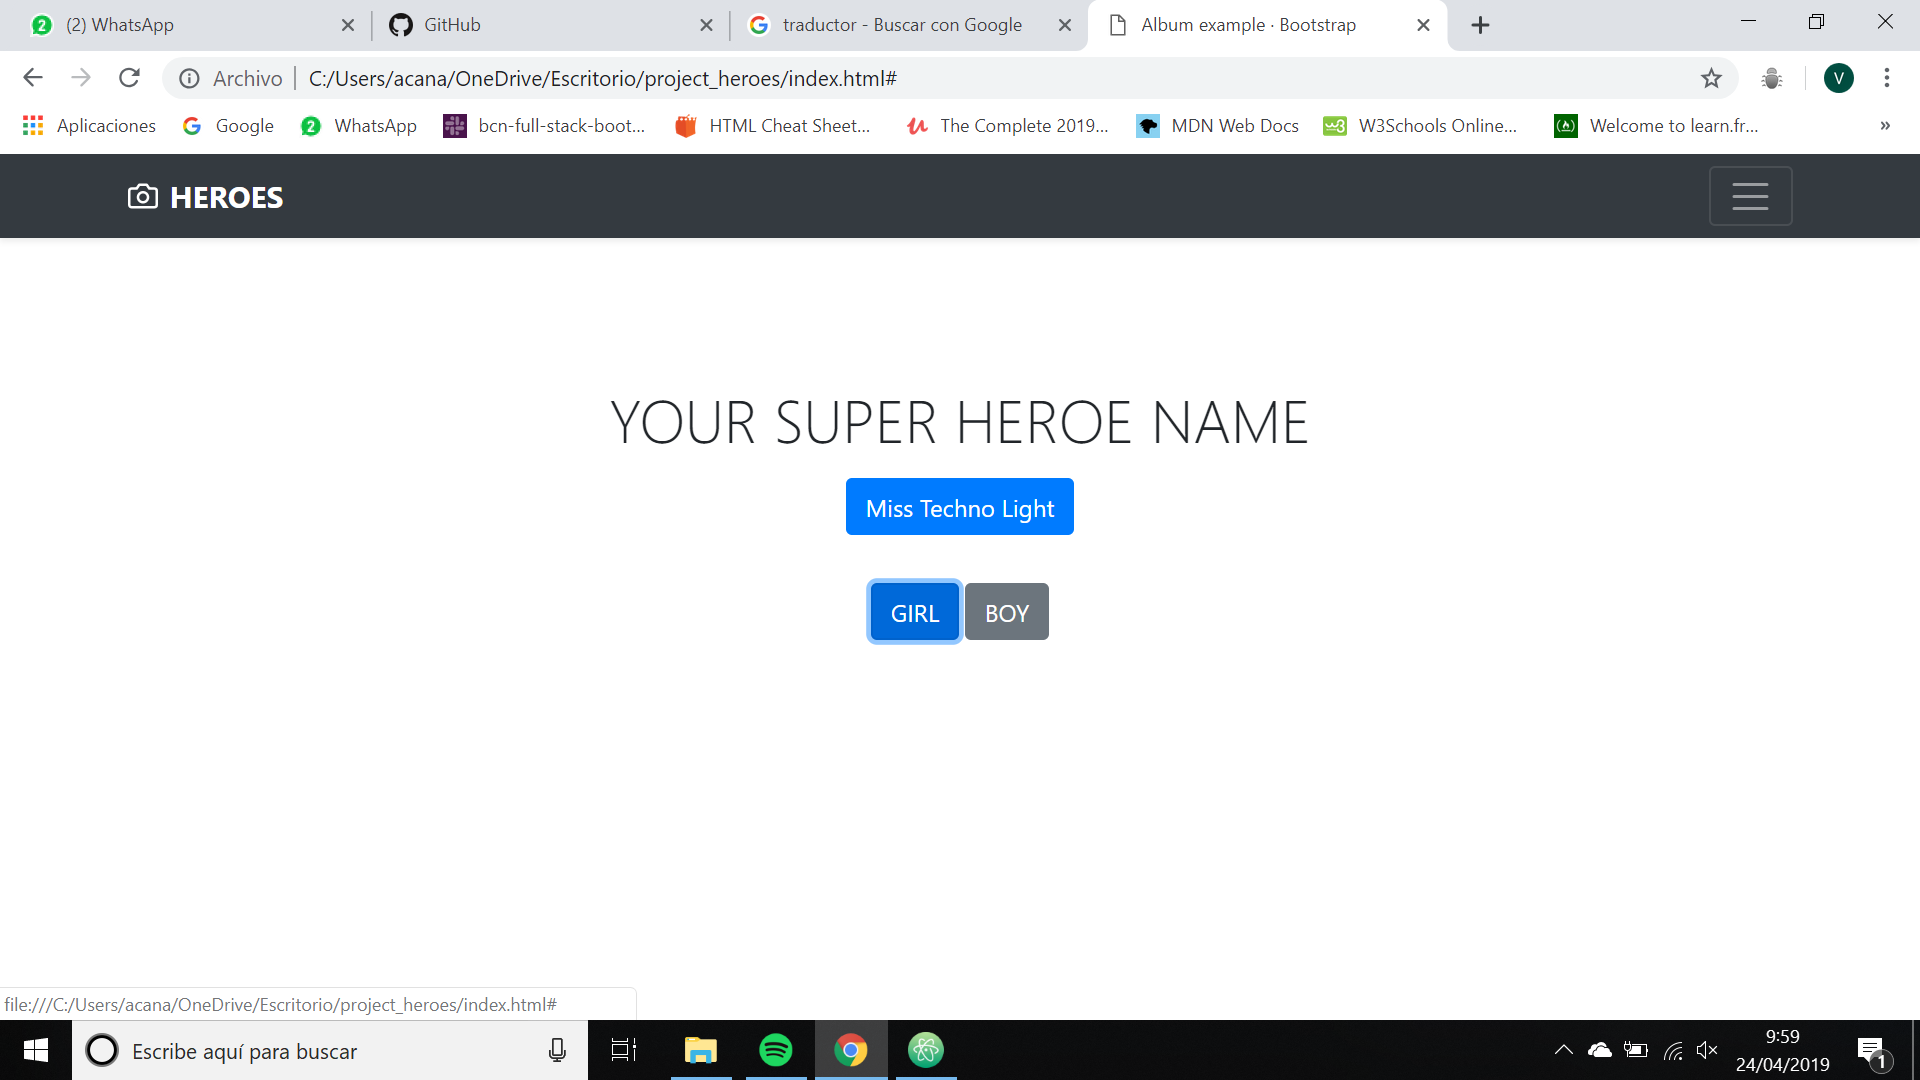 (2) WhatsApp
GitHub
traductor - Buscar con Google
Album example · Bootstrap
Archivo
C:/Users/acana/OneDrive/Escritorio/project_heroes/index.html#
V
Aplicaciones
Google
2
WhatsApp
bcn-full-stack-boot...
HTML Cheat Sheet...
The Complete 2019...
MDN Web Docs
W3Schools Online...
Welcome to learn.fr...
»
HEROES
YOUR SUPER HEROE NAME
Miss Techno Light
GIRL
BOY
file:///C:/Users/acana/OneDrive/Escritorio/project_heroes/index.html#
Escribe aquí para buscar
9:59
24/04/2019
1